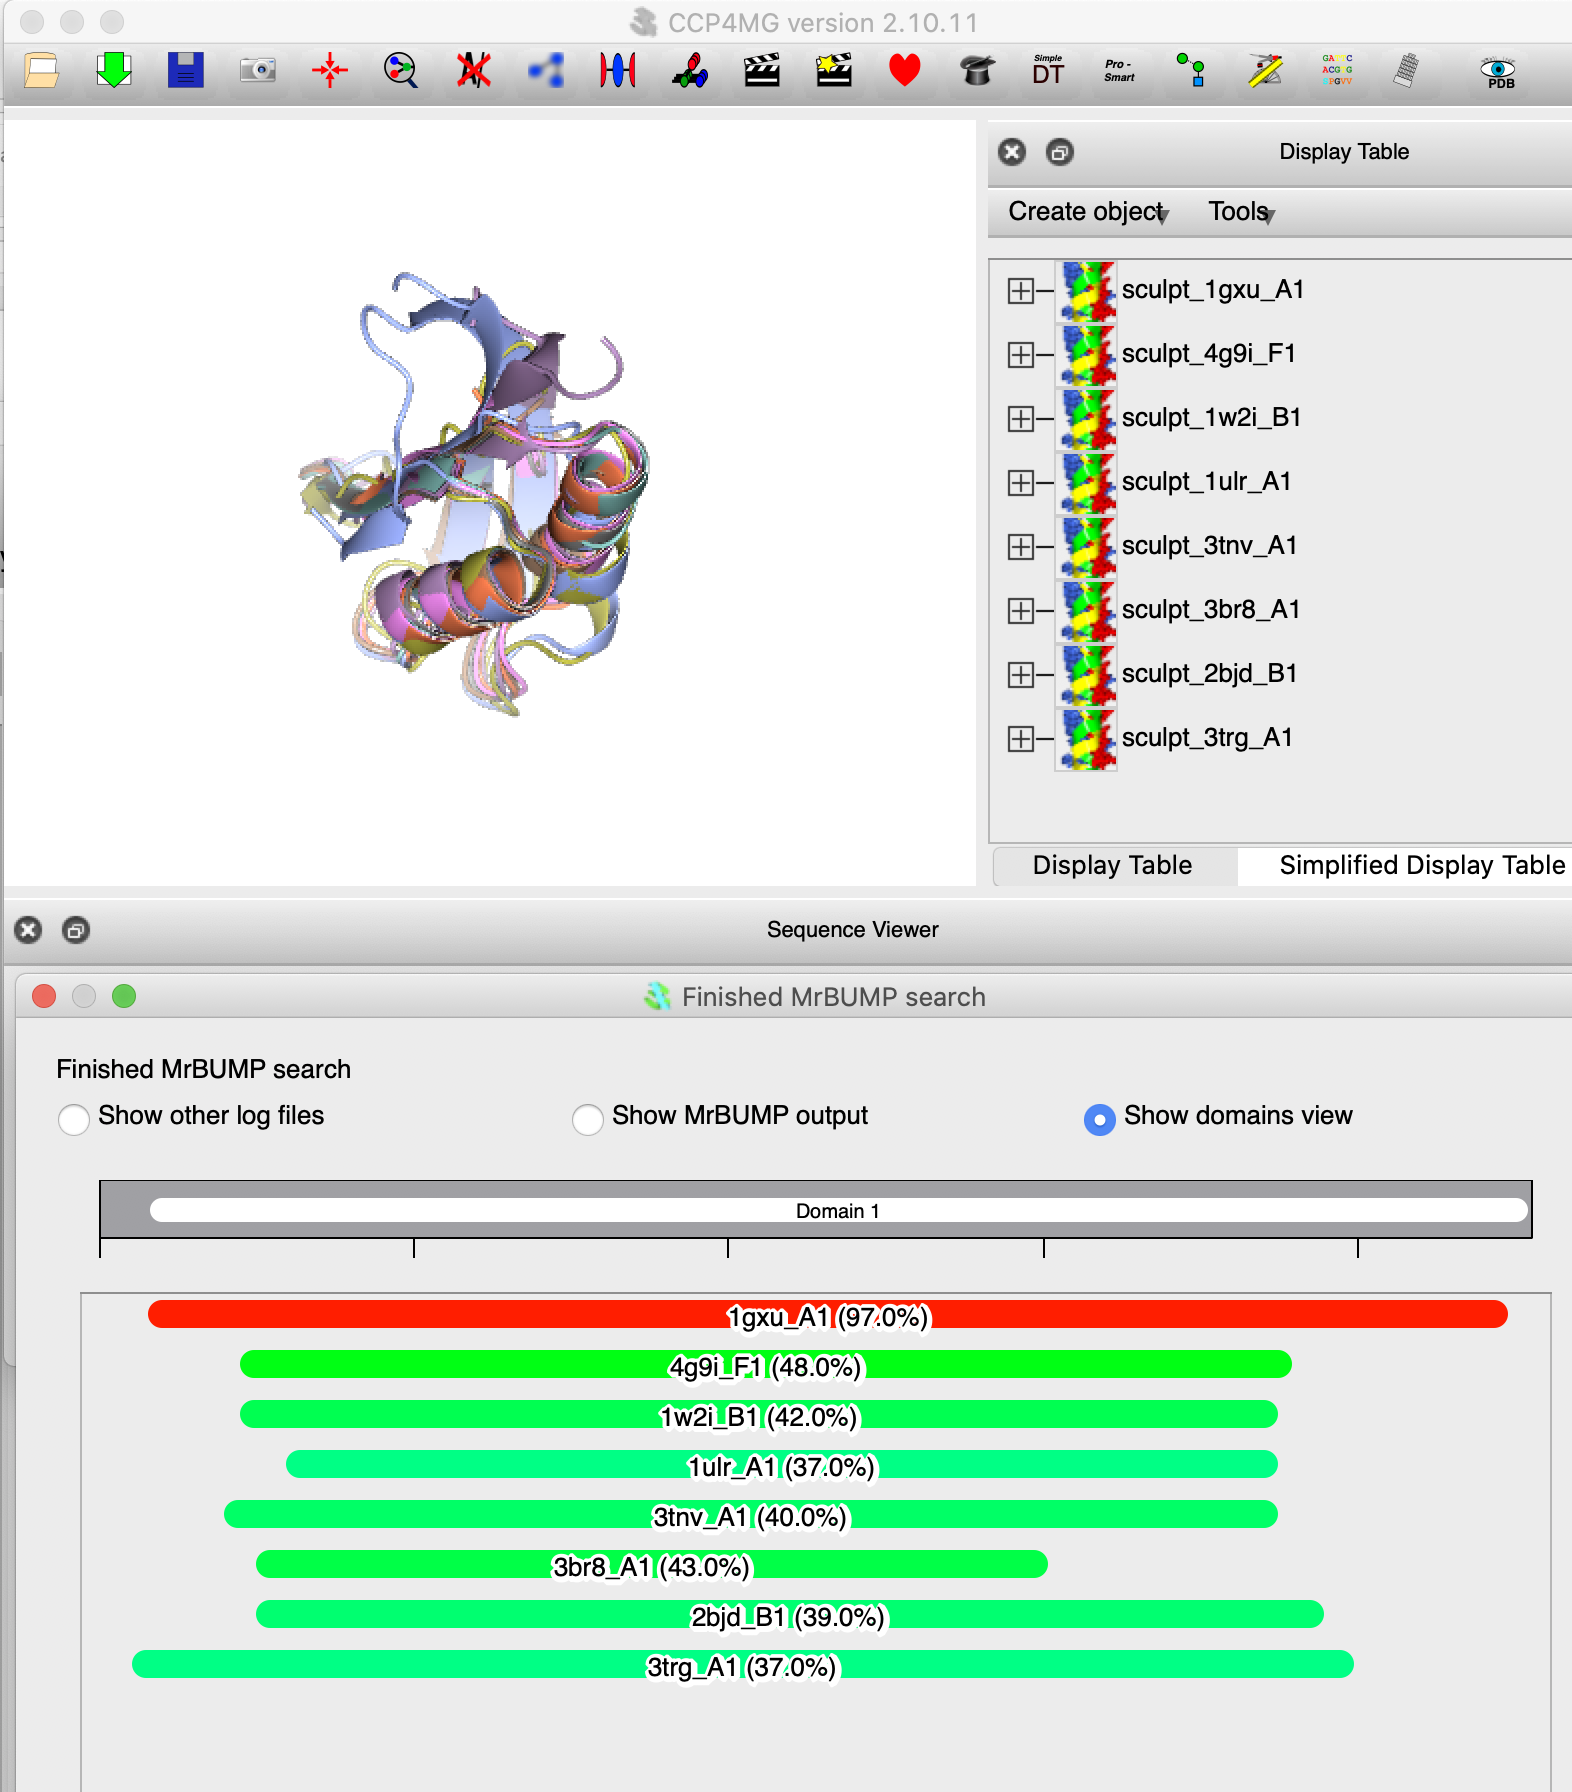 CCP4MG version 2.10.11
Simple
DT
Pro -
Smart
PDB
Display Table
Create object
Tools
sculpt_1gxu_A1
sculpt_4g9i_F1
sculpt_1w2i_B1
sculpt_1ulr_A1
sculpt_3tnv_A1
sculpt_3br8_A1
sculpt_2bjd_B1
sculpt_3trg_A1
Display Table
Simplified Display Table
Sequence Viewer
Finished MrBUMP search
Finished MrBUMP search
Show other log files
Show MrBUMP output
Show domains view
Domain 1
1gxu_A1 (97.0%)
4g9i_F1 (48.0%)
1w2i_B1 (42.0%)
1ulr_A1 (37.0%)
3tnv_A1 (40.0%)
3br8_A1 (43.0%)
2bjd_B1 (39.0%)
3trg_A1 (37.0%)